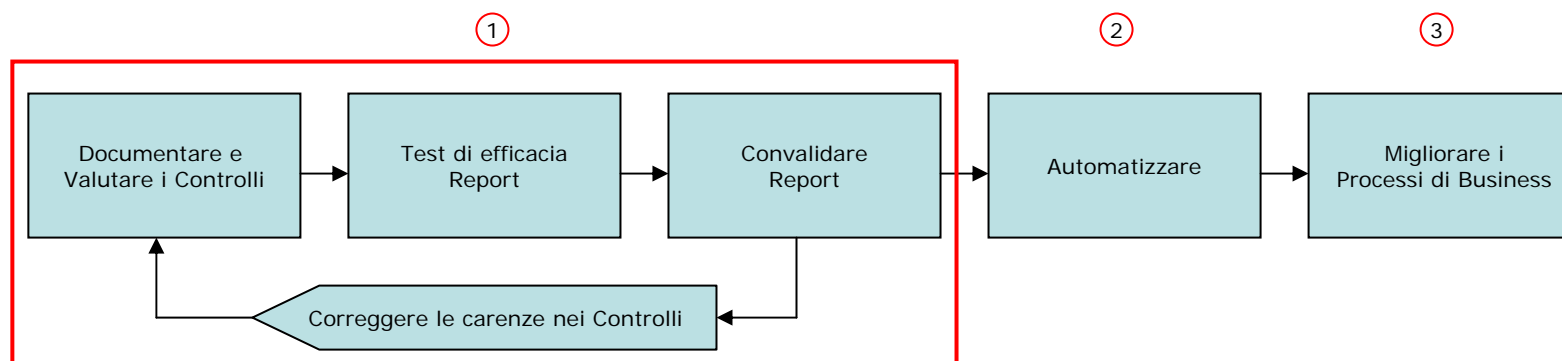 1
2
3
Documentare e
Valutare i Controlli
Test di efficacia
Report
Convalidare
Report
Automatizzare
Migliorare i
Processi di Business
Correggere le carenze nei Controlli